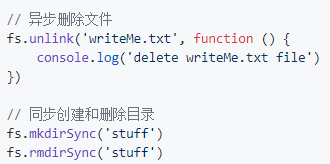 // 异步删除文件
fs.unlink('writeMe.txt', function () {
    console.log('delete writeMe.txt file')
})

// 同步创建和删除目录
fs.mkdirSync('stuff')
fs.rmdirSync('stuff')